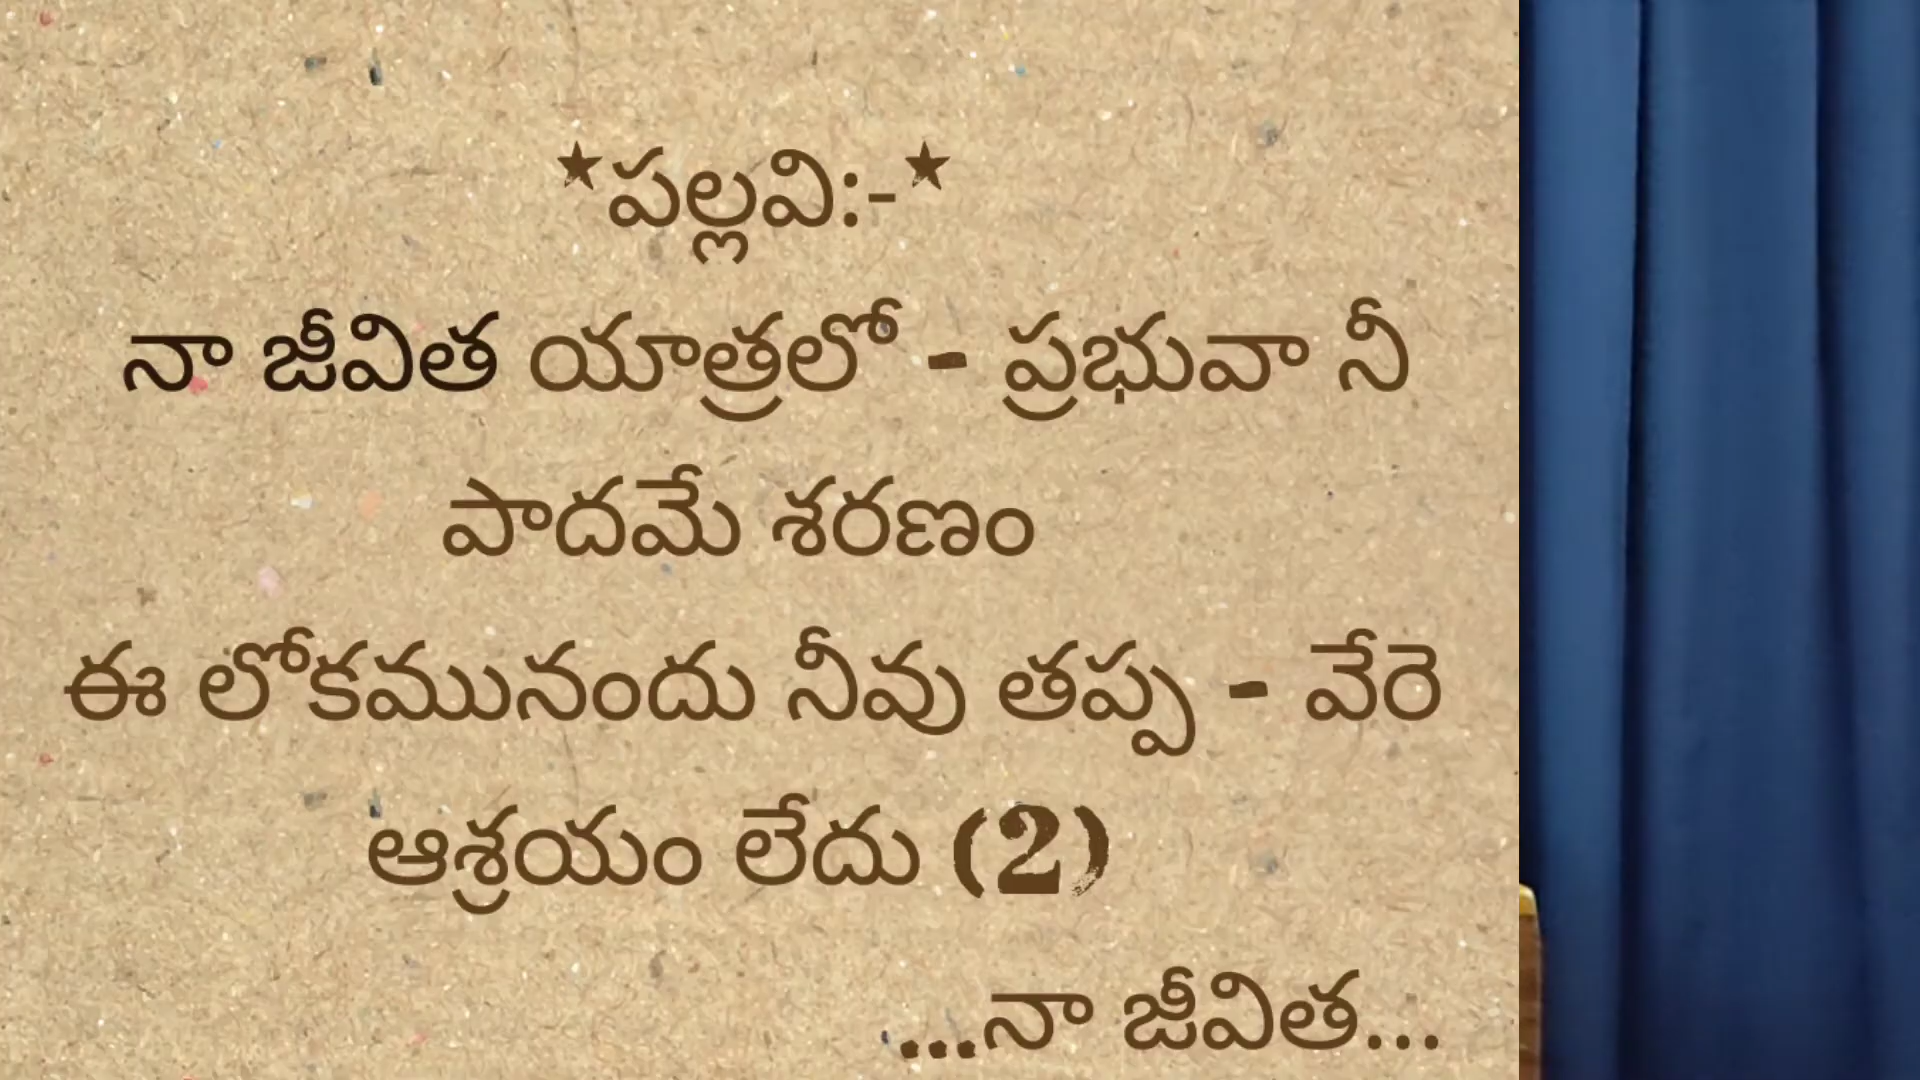 *పల్లవి:-*
నా జీవిత యాత్రలో - ప్రభువా నీ
పాదమే శరణం
ఈ లోకమునందు నీవు తప్ప - వేరె
ఆశ్రయం లేదు (2)
...నా జీవిత...